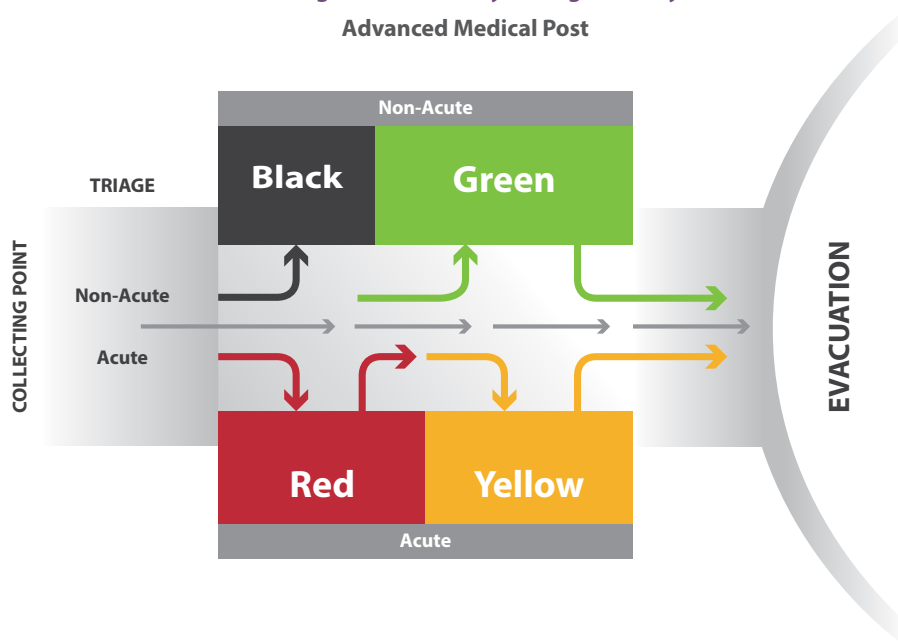 Advanced Medical Post
Non-Acute
Black
Green
TRIAGE
COLLECTING POINT
Non-Acute
Acute
EVACUATION
Red
Yellow
Acute